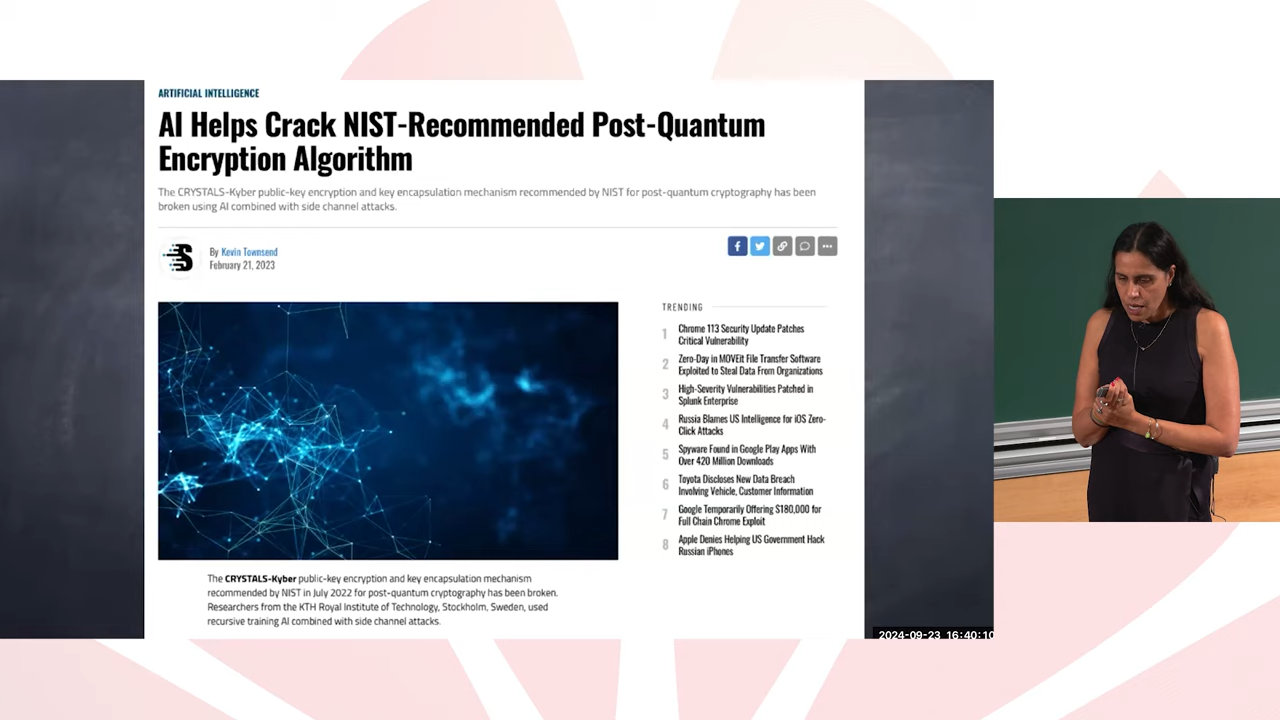 ARTIFICIAL INTELLIGENCE
AI Helps Crack NIST-Recommended Post-Quantum
Encryption Algorithm
The CRYSTALS-Kyber public-key encryption and key encapsulation mechanism recommended by NIST for post-quantum cryptography has been
broken using AI combined with side channel attacks.
By Kevin Townsend
February 21, 2023
TRENDING
1 Chrome 113 Security Update Patches
Critical Vulnerability
2 Zero-Day in MOVEit File Transfer Software
Exploited to Steal Data From Organizations
3 High-Severity Vulnerabilities Patched in
Splunk Enterprise
4 Russia Blames US Intelligence for iOS Zero-
Click Attacks
5 Spyware Found in Google Play Apps With
Over 420 Million Downloads
6 Toyota Discloses New Data Breach
Involving Vehicle, Customer Information
7 Google Temporarily Offering $180,000 for
Full Chain Chrome Exploit
8 Apple Denies Helping US Government Hack
Russian iPhones
The CRYSTALS-Kyber public-key encryption and key encapsulation mechanism
recommended by NIST in July 2022 for post-quantum cryptography has been broken.
Researchers from the KTH Royal Institute of Technology, Stockholm, Sweden, used
recursive training AI combined with side channel attacks.
2024-09-23 16:40:10